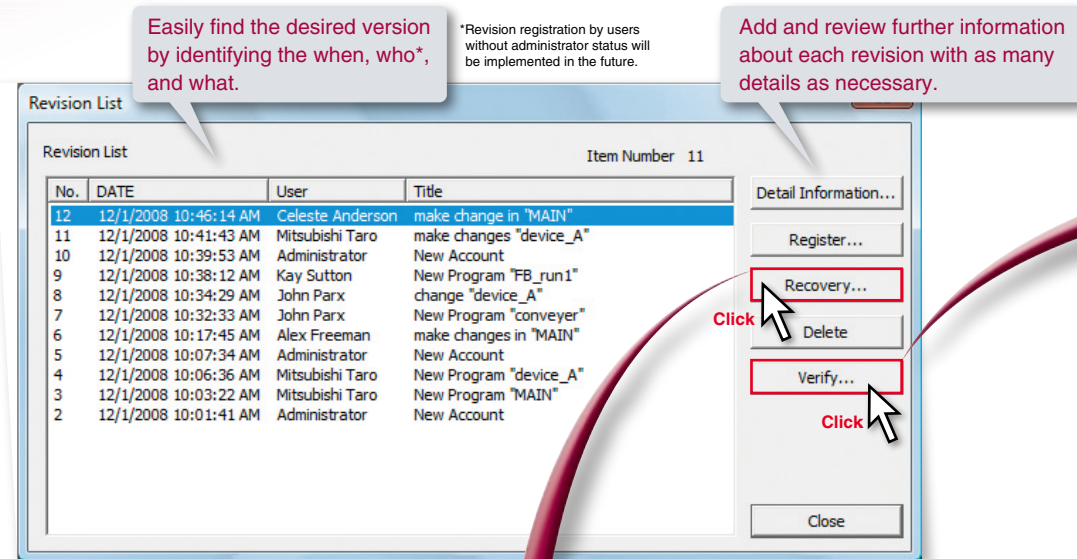 Easily find the desired version
by identifying the when, who*,
and what.
*Revision registration by users
without administrator status will
be implemented in the future.
Add and review further information
about each revision with as many
details as necessary.
Revision List
Revision List
Item Number 11
No. DATE User Title
12 12/1/2008 10:46:14 AM Celeste Anderson make change in "MAIN"
11 12/1/2008 10:41:43 AM Mitsubishi Taro make changes "device_A"
10 12/1/2008 10:39:53 AM Administrator New Account
9 12/1/2008 10:38:12 AM Kay Sutton New Program "FB_run1"
8 12/1/2008 10:34:29 AM John Parx change "device_A"
7 12/1/2008 10:32:33 AM John Parx New Program "conveyer"
6 12/1/2008 10:17:45 AM Alex Freeman make changes in "MAIN"
5 12/1/2008 10:07:34 AM Administrator New Account
4 12/1/2008 10:06:36 AM Mitsubishi Taro New Program "device_A"
3 12/1/2008 10:03:22 AM Mitsubishi Taro New Program "MAIN"
2 12/1/2008 10:01:41 AM Administrator New Account
Detail Information...
Register...
Recovery...
Click
Delete
Verify...
Click
Close